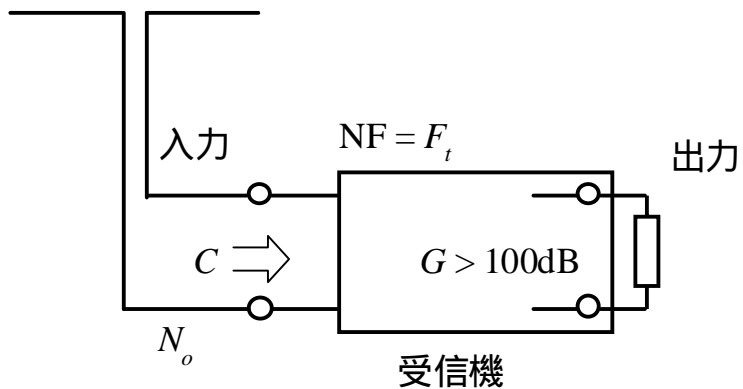 入力
NF = F_t
出力
C
G > 100dB
N_o
受信機